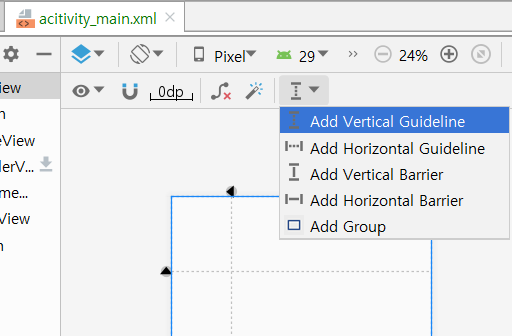 acitivity_main.xml
Pixel
29
24%
iew
0dp
n
eView
lerV...
me...
View
n
Add Vertical Guideline
Add Horizontal Guideline
Add Vertical Barrier
Add Horizontal Barrier
Add Group